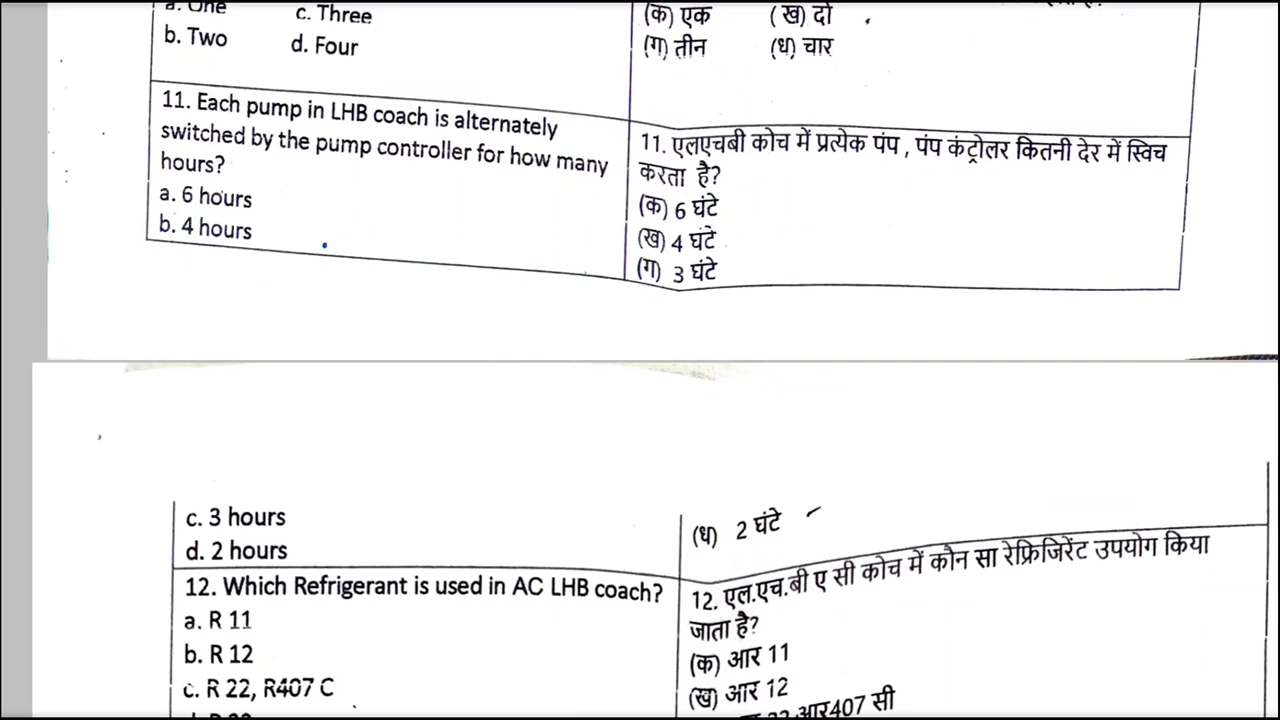 a. One c. Three
b. Two d. Four
(क) एक (ख) दो
(ग) तीन (ध) चार
11. Each pump in LHB coach is alternately
switched by the pump controller for how many
hours?
a. 6 hours
b. 4 hours
11. एलएचबी कोच में प्रत्येक पंप , पंप कंट्रोलर कितनी देर में स्विच
करता है?
(क) 6 घंटे
(ख) 4 घंटे
(ग) 3 घंटे
c. 3 hours
d. 2 hours
(ध) 2 घंटे
12. Which Refrigerant is used in AC LHB coach?
a. R 11
b. R 12
c. R 22, R407 C
12. एल.एच.बी ए सी कोच में कौन सा रेफ्रिजिरेंट उपयोग किया
जाता है?
(क) आर 11
(ख) आर 12
22 आर407 सी